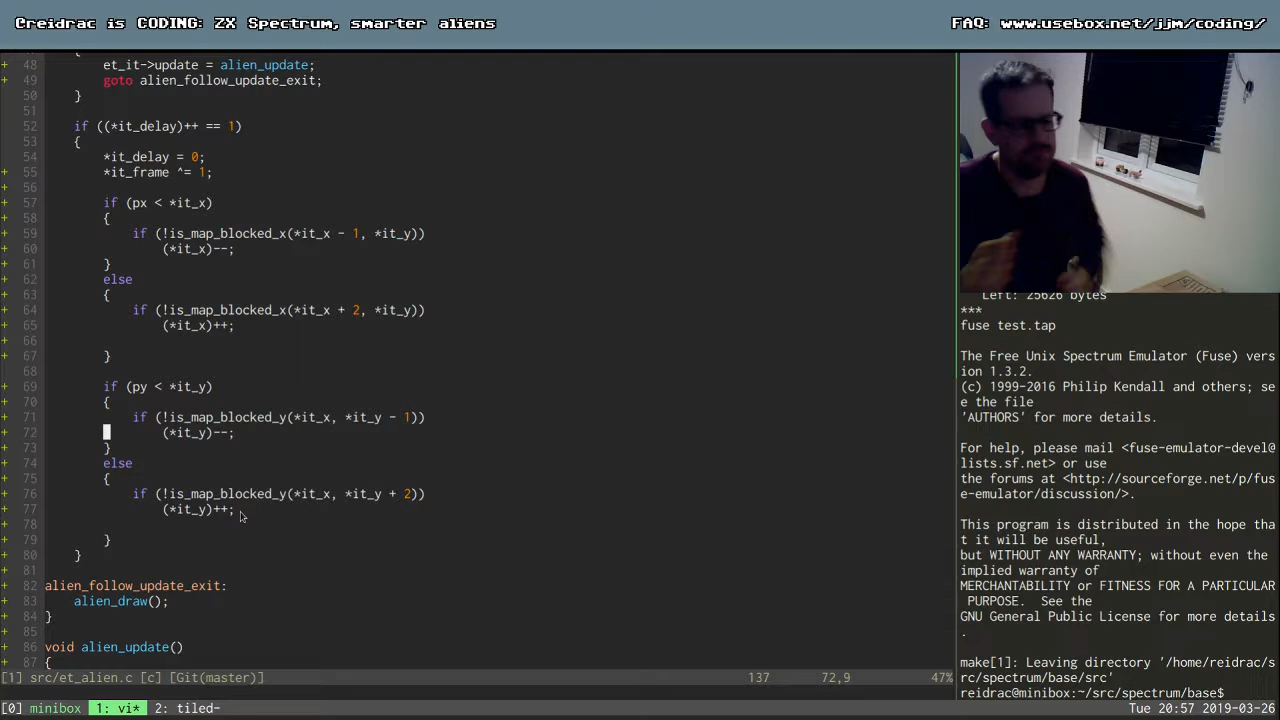 Creidrac is CODING: ZX Spectrum, smarter aliens
FAQ: www.usebox.net/jjm/coding/
+ 48 et_it->update = alien_update;
+ 49 goto alien_follow_update_exit;
+ 50 }
+ 51
+ 52 if ((*it_delay)++ == 1)
53 {
54 *it_delay = 0;
+ 55 *it_frame ^= 1;
+ 56
+ 57 if (px < *it_x)
+ 58 {
+ 59 if (!is_map_blocked_x(*it_x - 1, *it_y))
+ 60 (*it_x)--;
+ 61 }
+ 62 else
+ 63 {
+ 64 if (!is_map_blocked_x(*it_x + 2, *it_y))
+ 65 (*it_x)++;
+ 66
+ 67 }
+ 68
+ 69 if (py < *it_y)
+ 70 {
+ 71 if (!is_map_blocked_y(*it_x, *it_y - 1))
+ 72 (*it_y)--;
+ 73 }
+ 74 else
+ 75 {
+ 76 if (!is_map_blocked_y(*it_x, *it_y + 2))
+ 77 (*it_y)++;
+ 78
+ 79 }
+ 80 }
+ 81
+ 82 alien_follow_update_exit:
+ 83 alien_draw();
+ 84 }
+ 85
+ 86 void alien_update()
+ 87 {
[1] src/et_alien.c [c] [Git(master)] 137 72,9 47%
Left: 25626 bytes
***
fuse test.tap
The Free Unix Spectrum Emulator (Fuse) vers
ion 1.3.2.
(c) 1999-2016 Philip Kendall and others; se
e the file
'AUTHORS' for more details.
For help, please mail <fuse-emulator-devel@
lists.sf.net> or use
the forums at <http://sourceforge.net/p/fus
e-emulator/discussion/>.
This program is distributed in the hope tha
t it will be useful,
but WITHOUT ANY WARRANTY; without even the
implied warranty of
MERCHANTABILITY or FITNESS FOR A PARTICULAR
PURPOSE. See the
GNU General Public License for more details
.
make[1]: Leaving directory '/home/reidrac/s
rc/spectrum/base/src'
reidrac@minibox:~/src/spectrum/base$
[0] minibox 1: vi* 2: tiled- Tue 20:57 2019-03-26